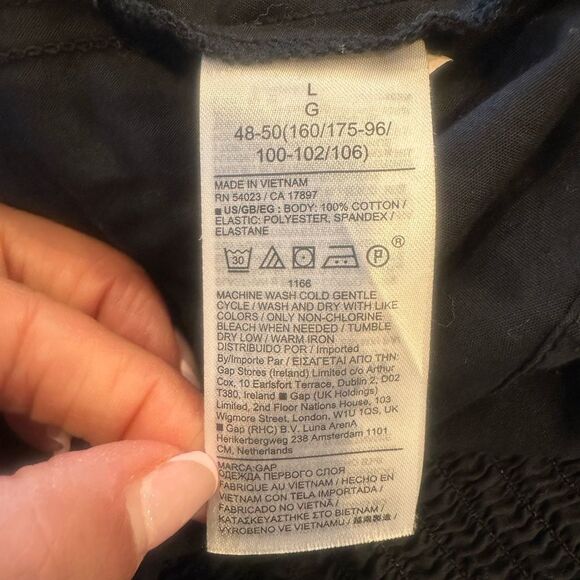 L
G
48-50(160/175-96/
100-102/106)
MADE IN VIETNAM
RN 54023 / CA 17897
■ US/GB/EG : BODY: 100% COTTON /
ELASTIC: POLYESTER, SPANDEX /
ELASTANE
30 P ®
1166
MACHINE WASH COLD GENTLE
CYCLE / WASH AND DRY WITH LIKE
COLORS / ONLY NON-CHLORINE
BLEACH WHEN NEEDED / TUMBLE
DRY LOW / WARM IRON
DISTRIBUIDO POR / Imported
By/Importe Par / ΕΙΣΑΓΕΤΑΙ ΑΠΟ ΤΗΝ:
Gap Stores (Ireland) Limited c/o Arthur
Cox, 10 Earlsfort Terrace, Dublin 2, D02
T380, Ireland ■ Gap (UK Holdings)
Limited, 2nd Floor Nations House, 103
Wigmore Street, London, W1U 1QS, UK
■ Gap (RHC) B.V. Luna ArenA
Herikerbergweg 238 Amsterdam 1101
CM, Netherlands
MARCA:GAP
ОДЕЖДА ПЕРВОГО СЛОЯ
FABRIQUE AU VIETNAM / HECHO EN
VIETNAM CON TELA IMPORTADA /
FABRICADO NO VIETNÃ /
ΚΑΤΑΣΚΕΥΑΣΤΗΚΕ ΣΤΟ ΒΙΕΤΝΑΜ /
VYROBENO VE VIETNAMU / 越南製造